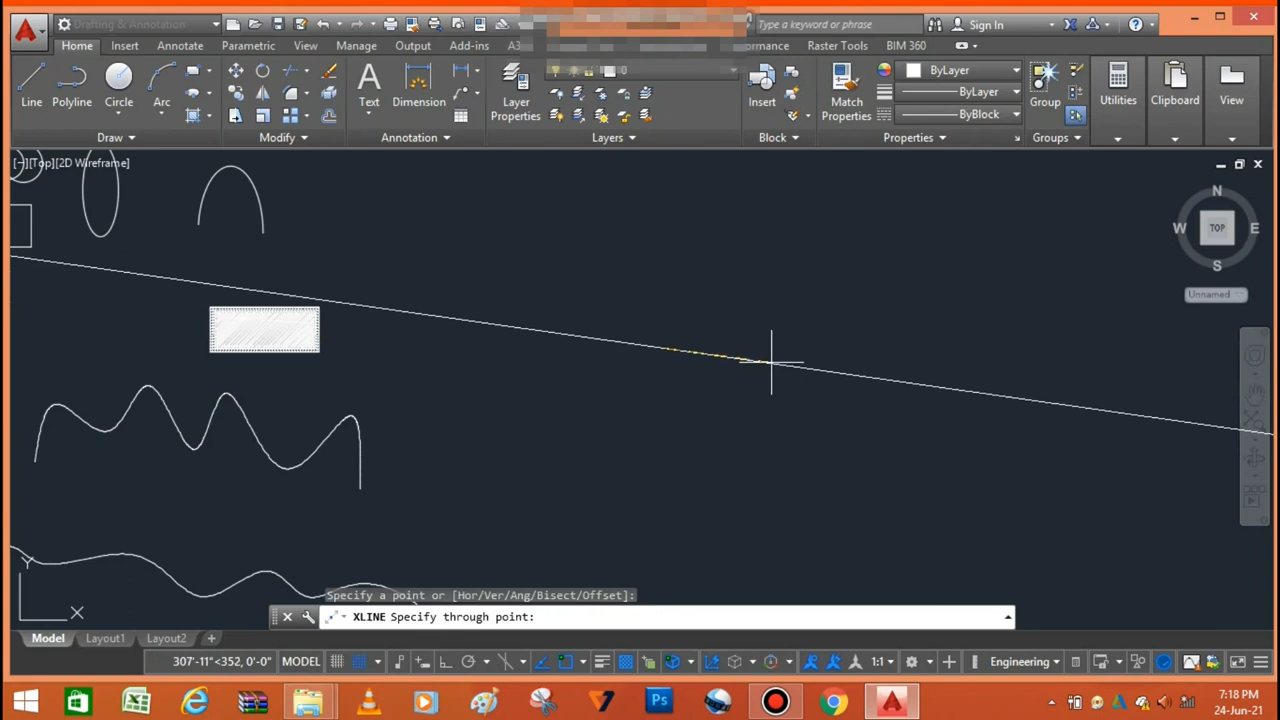 Drafting & Annotation
Type a keyword or phrase
Sign In
Home Insert Annotate Parametric View Manage Output Add-ins Raster Tools BIM 360
0
ByLayer
ByLayer
ByBlock
Line Polyline Circle Arc Text Dimension Layer Properties Insert Match Properties Group Utilities Clipboard View
Draw Modify Annotation Layers Block Properties Groups
[−][Top][2D Wireframe]
N
W TOP E
S
Unnamed
Y
X
Specify a point or [Hor/Ver/Ang/Bisect/Offset]:
XLINE Specify through point:
Model Layout1 Layout2 +
307'-11"<352, 0'-0" MODEL 1:1 Engineering
Ps
7:18 PM
24-Jun-21